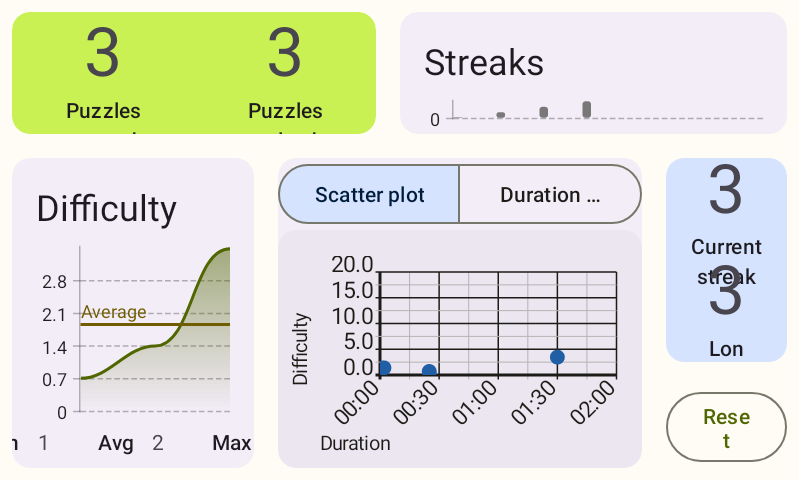 3
Puzzles
3
Puzzles
Streaks
0
Difficulty
2.8
2.1
1.4
0.7
0
Average
1 Avg 2 Max
Scatter plot
Duration ...
Difficulty
20.0
15.0
10.0
5.0
0.0
00:00 00:30 01:00 01:30 02:00
Duration
3
Current
streak
3
Lon
Rese
t